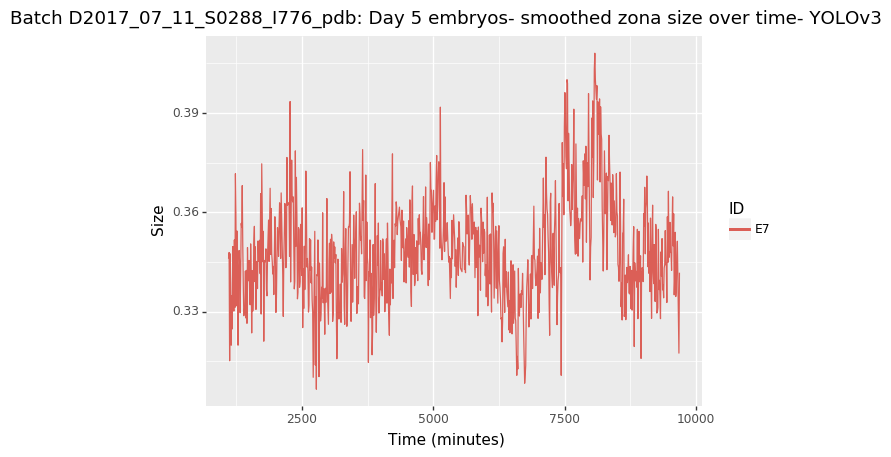 Batch D2017_07_11_S0288_I776_pdb: Day 5 embryos- smoothed zona size over time- YOLOv3
0.39
0.36
0.33
Size
2500
5000
7500
10000
Time (minutes)
ID
E7